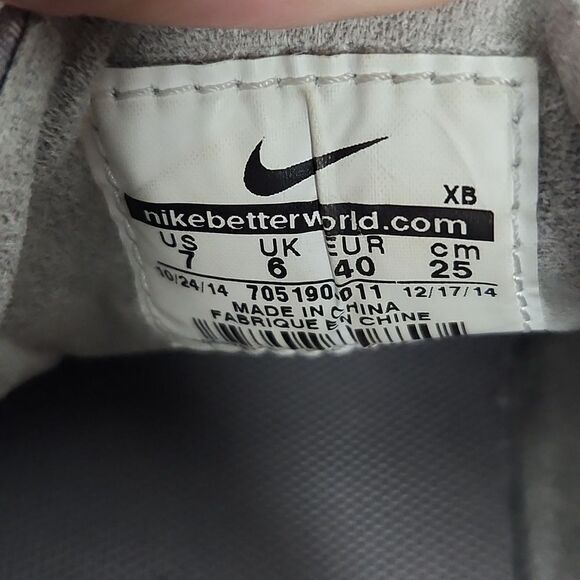 XB
nikebetterworld.com
US UK EUR cm
7 6 40 25
10/24/14 705190 011 12/17/14
MADE IN CHINA
FABRIQUE EN CHINE